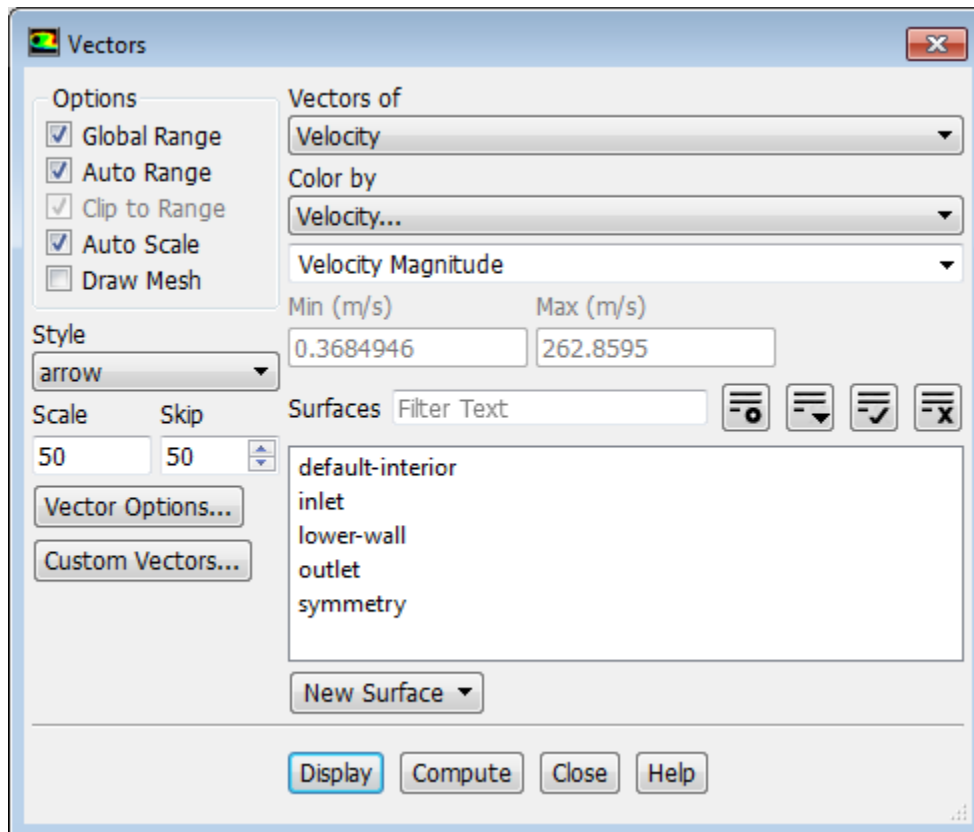 Vectors
Options
Global Range
Auto Range
Clip to Range
Auto Scale
Draw Mesh
Style
arrow
Scale Skip
50 50
Vector Options...
Custom Vectors...
Vectors of
Velocity
Color by
Velocity...
Velocity Magnitude
Min (m/s) Max (m/s)
0.3684946 262.8595
Surfaces Filter Text
default-interior
inlet
lower-wall
outlet
symmetry
New Surface
Display Compute Close Help